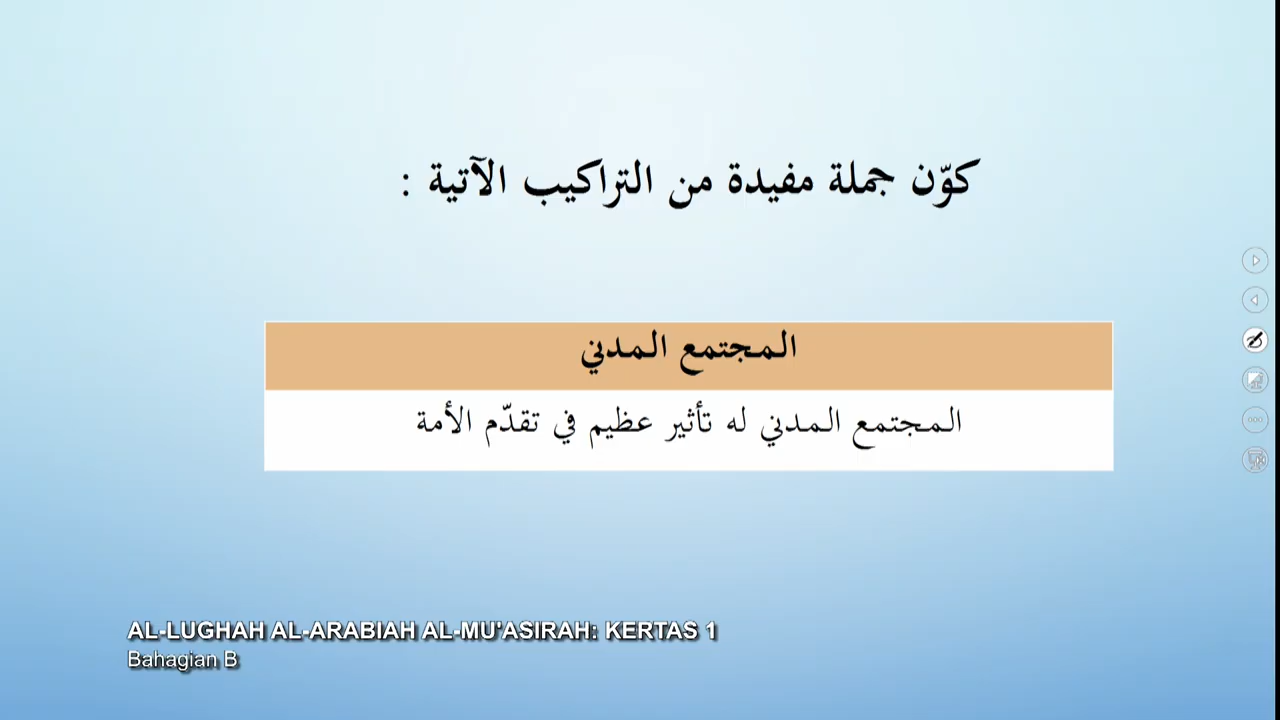 كوّن جملة مفيدة من التراكيب الآتية :
المجتمع المدني
المجتمع المدني له تأثير عظيم في تقدّم الأمة
AL-LUGHAH AL-ARABIAH AL-MU'ASIRAH: KERTAS 1
Bahagian B